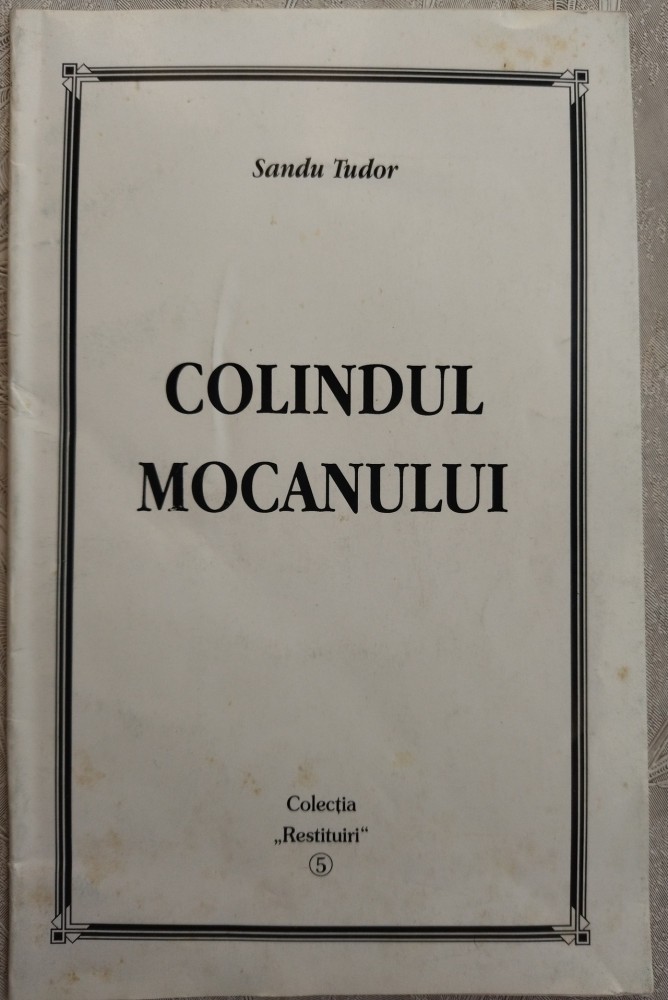 Sandu Tudor
COLINDUL
MOCANULUI
Colecția
„Restituiri“
⑤